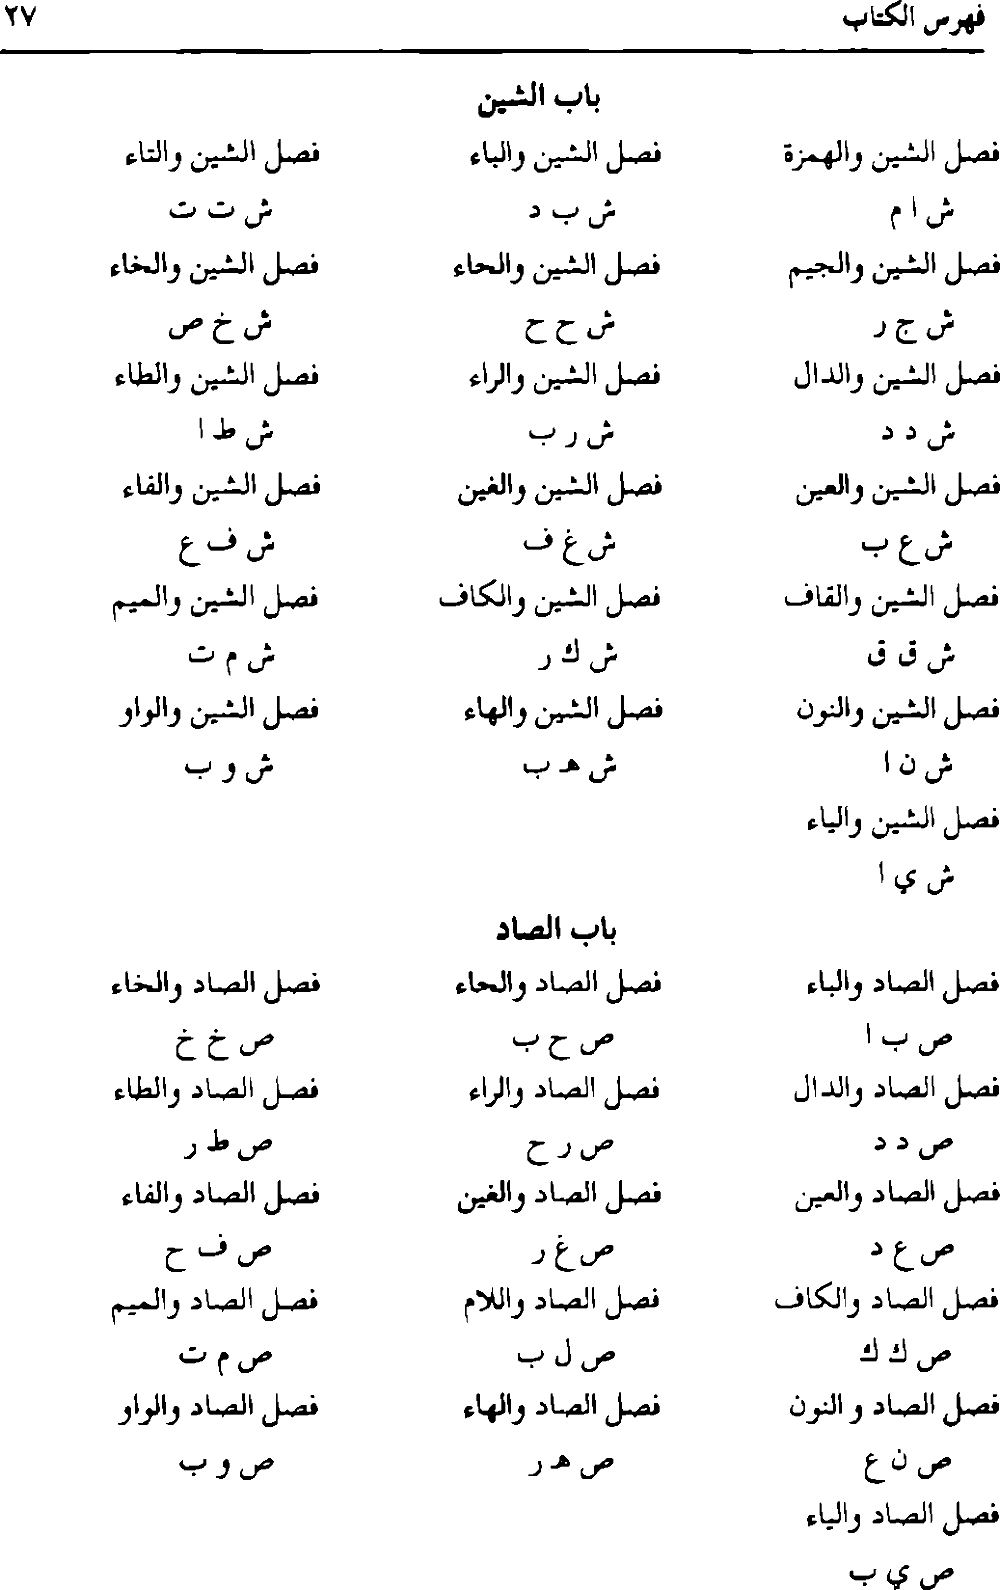 فهرس الكتاب ٢٧
باب الشين
فصل الشين والهمزة فصل الشين والباء فصل الشين والتاء
ش ا م ش ب د ش ت ت
فصل الشين والجيم فصل الشين والحاء فصل الشين والخاء
ش ج ر ش ح ح ش خ ص
فصل الشين والدال فصل الشين والراء فصل الشين والطاء
ش د د ش ر ب ش ط ا
فصل الشين والعين فصل الشين والغين فصل الشين والفاء
ش ع ب ش غ ف ش ف ع
فصل الشين والقاف فصل الشين والكاف فصل الشين والميم
ش ق ق ش ك ر ش م ت
فصل الشين والنون فصل الشين والهاء فصل الشين والواو
ش ن ا ش هـ ب ش و ب
فصل الشين والياء
ش ي ا
باب الصاد
فصل الصاد والباء فصل الصاد والحاء فصل الصاد والخاء
ص ب ا ص ح ب ص خ خ
فصل الصاد والدال فصل الصاد والراء فصل الصاد والطاء
ص د د ص ر ح ص ط ر
فصل الصاد والعين فصل الصاد والغين فصل الصاد والفاء
ص ع د ص غ ر ص ف ح
فصل الصاد والكاف فصل الصاد واللام فصل الصاد والميم
ص ك ك ص ل ب ص م ت
فصل الصاد و النون فصل الصاد والهاء فصل الصاد والواو
ص ن ع ص هـ ر ص و ب
فصل الصاد والياء
ص ي ب